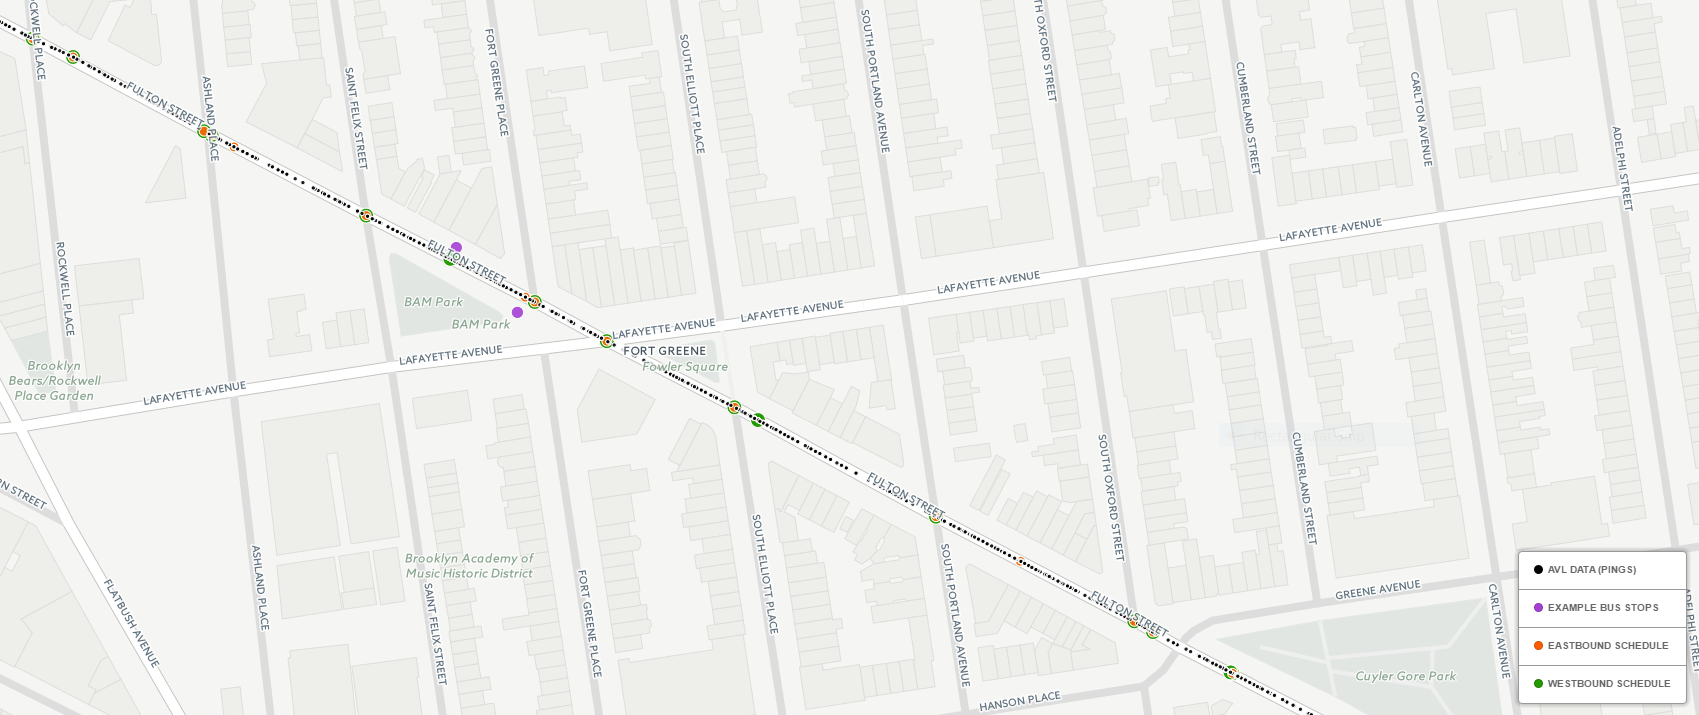 ROCKWELL PLACE
FORT GREENE PLACE
SOUTH ELLIOTT PLACE
SOUTH PORTLAND AVENUE
SOUTH OXFORD STREET
CUMBERLAND STREET
CARLTON AVENUE
ADELPHI STREET
SAINT FELIX STREET
ASHLAND PLACE
FULTON STREET
LAFAYETTE AVENUE
LAFAYETTE AVENUE
ROCKWELL PLACE
FULTON STREET
BAM Park
BAM Park
LAFAYETTE AVENUE
LAFAYETTE AVENUE
LAFAYETTE AVENUE
FORT GREENE
Fowler Square
Brooklyn
Bears/Rockwell
Place Garden
LAFAYETTE AVENUE
FULTON STREET
SOUTH OXFORD STREET
CUMBERLAND STREET
N STREET
SOUTH ELLIOTT PLACE
ASHLAND PLACE
Brooklyn Academy of
Music Historic District
FLATBUSH AVENUE
SAINT FELIX STREET
FORT GREENE PLACE
SOUTH PORTLAND AVENUE
FULTON STREET
GREENE AVENUE
CARLTON AVENUE
ADELPHI STREET
Cuyler Gore Park
HANSON PLACE
AVL DATA (PINGS)
EXAMPLE BUS STOPS
EASTBOUND SCHEDULE
WESTBOUND SCHEDULE